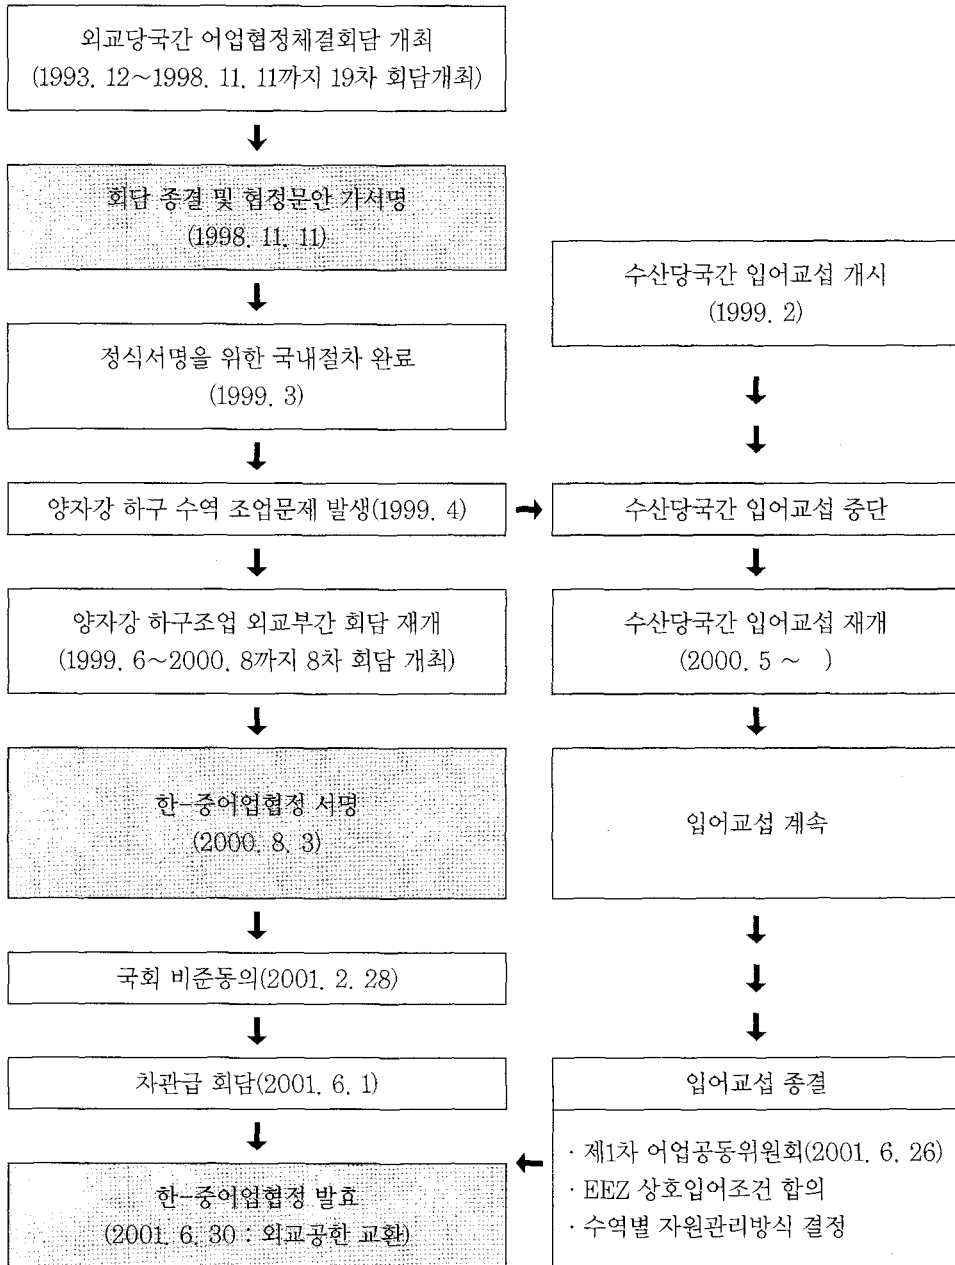 외교당국간 어업협정체결회담 개최
(1993. 12~1998. 11. 11까지 19차 회담개최)
회담 종결 및 협정문안 가서명
(1998. 11. 11)
정식서명을 위한 국내절차 완료
(1999. 3)
양자강 하구 수역 조업문제 발생(1999. 4)
양자강 하구조업 외교부간 회담 재개
(1999. 6~2000. 8까지 8차 회담 개최)
한-중어업협정 서명
(2000. 8. 3)
국회 비준동의(2001. 2. 28)
차관급 회담(2001. 6. 1)
한-중어업협정 발효
(2001. 6. 30 : 외교공한 교환)
수산당국간 입어교섭 개시
(1999. 2)
수산당국간 입어교섭 중단
수산당국간 입어교섭 재개
(2000. 5 ~ )
입어교섭 계속
입어교섭 종결
· 제1차 어업공동위원회(2001. 6. 26)
· EEZ 상호입어조건 합의
· 수역별 자원관리방식 결정